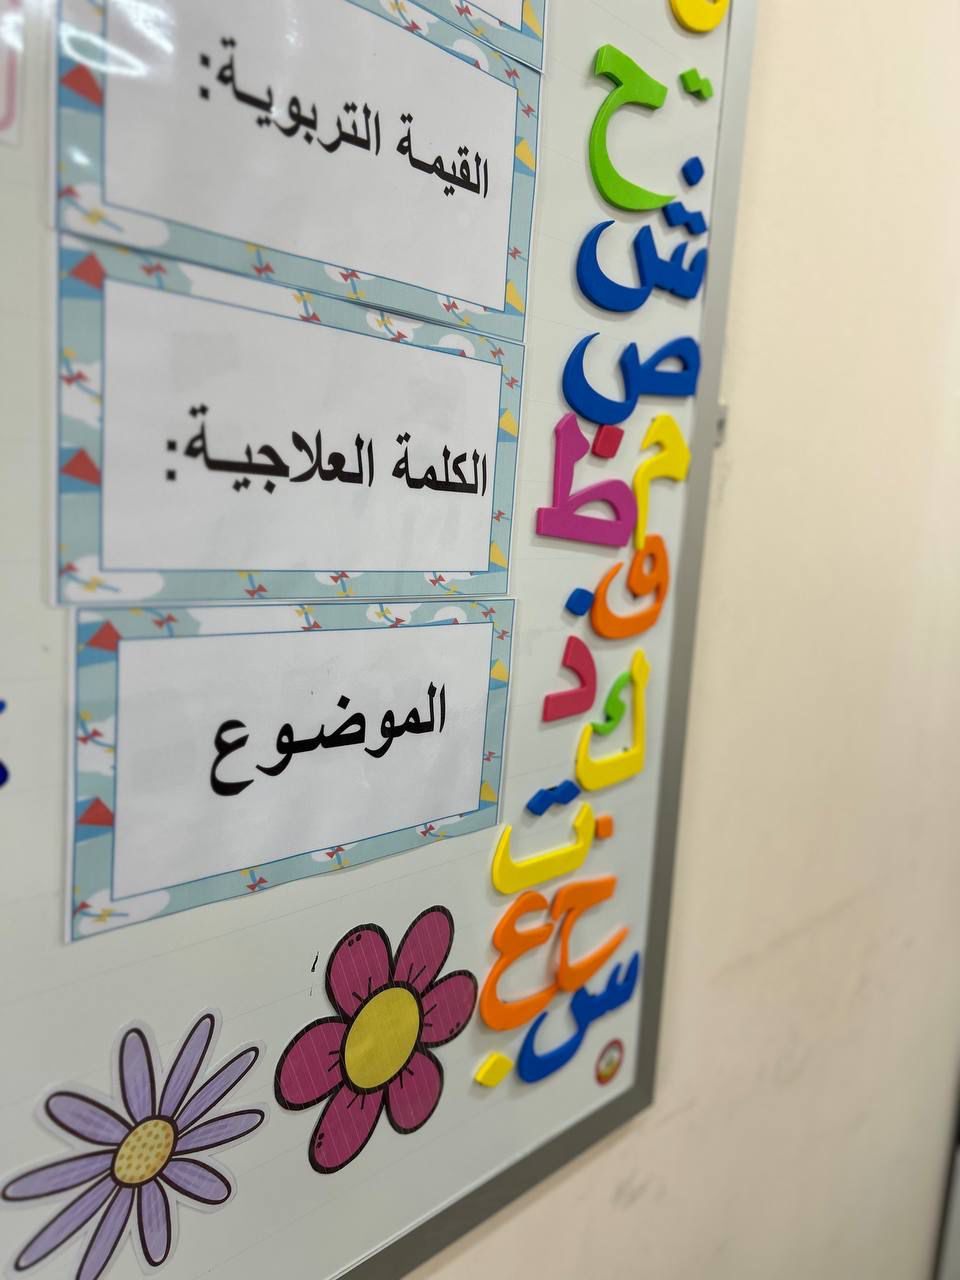 القيمة التربوية:
الكلمة العلاجية:
الموضوع
ح
ش
ص
ظ م
ف
د
ك
ت
ع ح
س